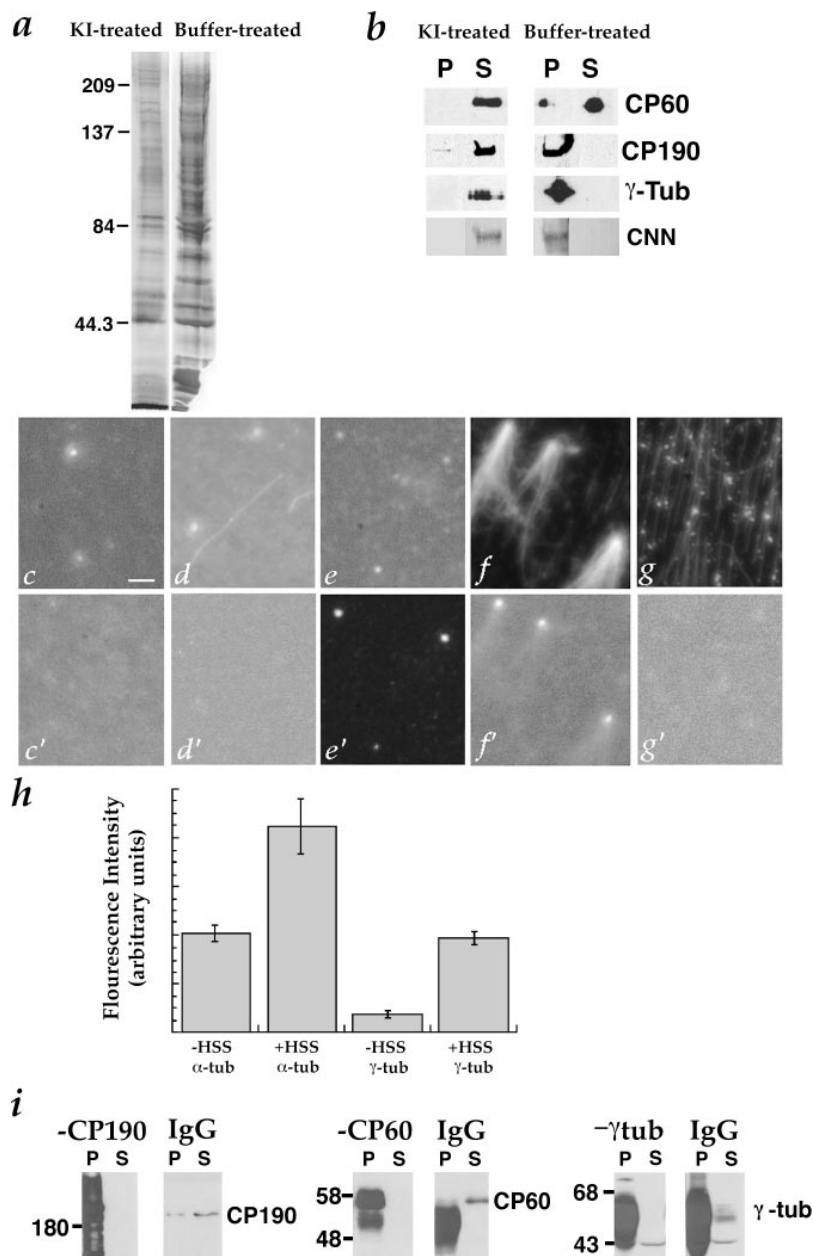 a
KI-treated Buffer-treated
209
137
84
44.3
b
KI-treated Buffer-treated
P S P S
CP60
CP190
γ-Tub
CNN
c d e f g
c' d' e' f' g'
h
Flourescence Intensity
(arbitrary units)
-HSS +HSS -HSS +HSS
α-tub α-tub γ-tub γ-tub
i
-CP190 IgG -CP60 IgG -γtub IgG
P S P S P S P S P S P S
180
CP190
58
48
CP60
68
43
γ-tub